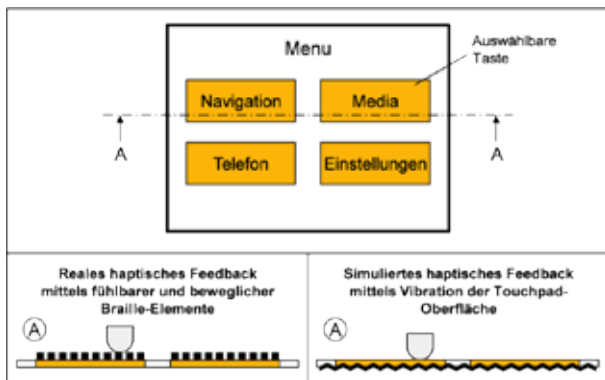 Menu
Auswählbare
Taste
Navigation
Media
A
A
Telefon
Einstellungen
Reales haptisches Feedback
mittels fühlbarer und beweglicher
Braille-Elemente
A
Simuliertes haptisches Feedback
mittels Vibration der Touchpad-
Oberfläche
A